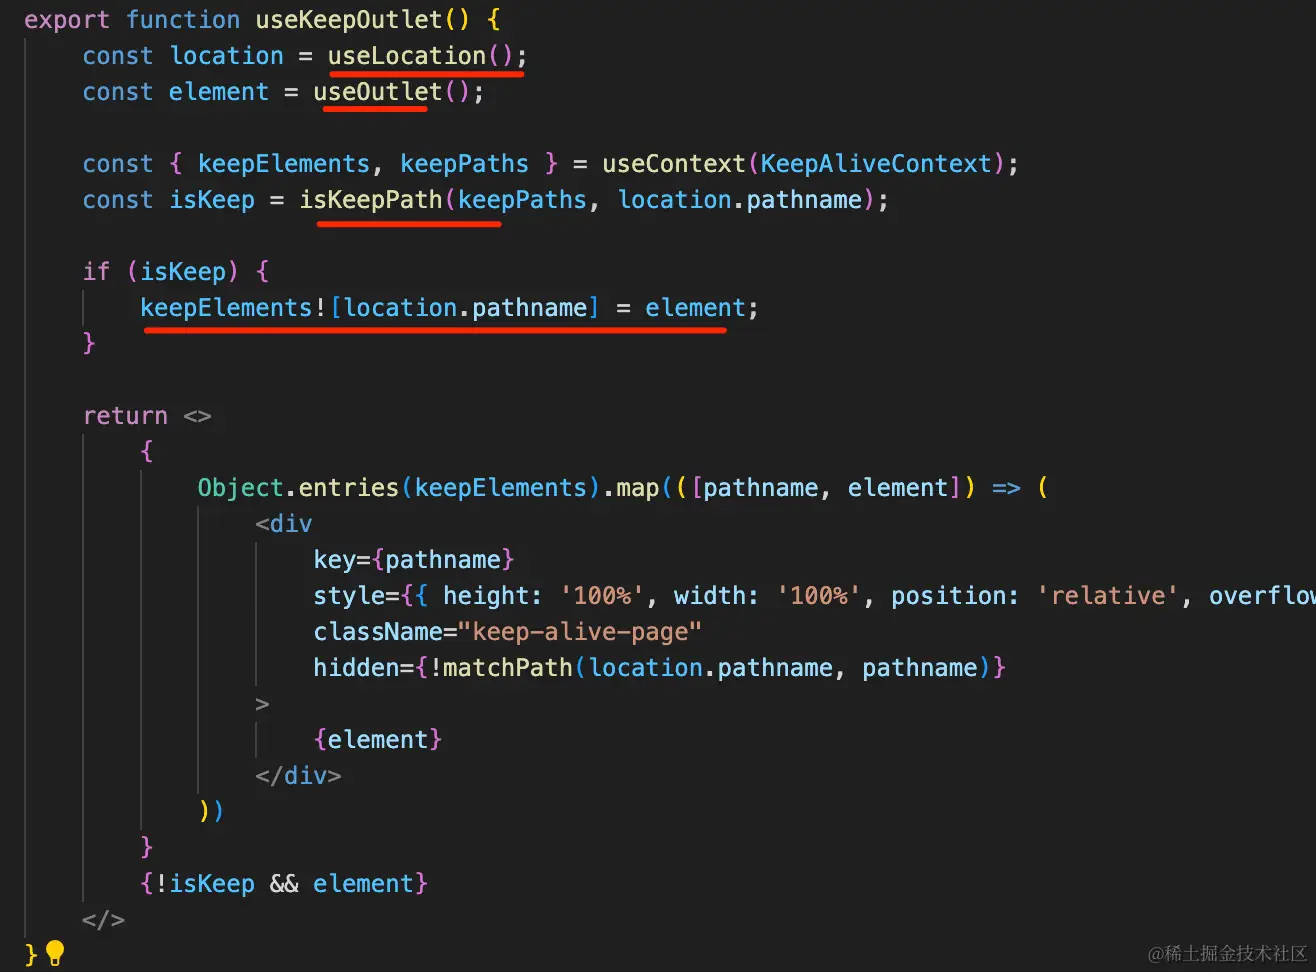 export function useKeepOutlet() {
    const location = useLocation();
    const element = useOutlet();

    const { keepElements, keepPaths } = useContext(KeepAliveContext);
    const isKeep = isKeepPath(keepPaths, location.pathname);

    if (isKeep) {
        keepElements![location.pathname] = element;
    }

    return <>
        {
            Object.entries(keepElements).map(([pathname, element]) => (
                <div
                    key={pathname}
                    style={{ height: '100%', width: '100%', position: 'relative', overflow
                    className="keep-alive-page"
                    hidden={!matchPath(location.pathname, pathname)}
                >
                    {element}
                </div>
            ))
        }
        {!isKeep && element}
    </>
}
@稀土掘金技术社区